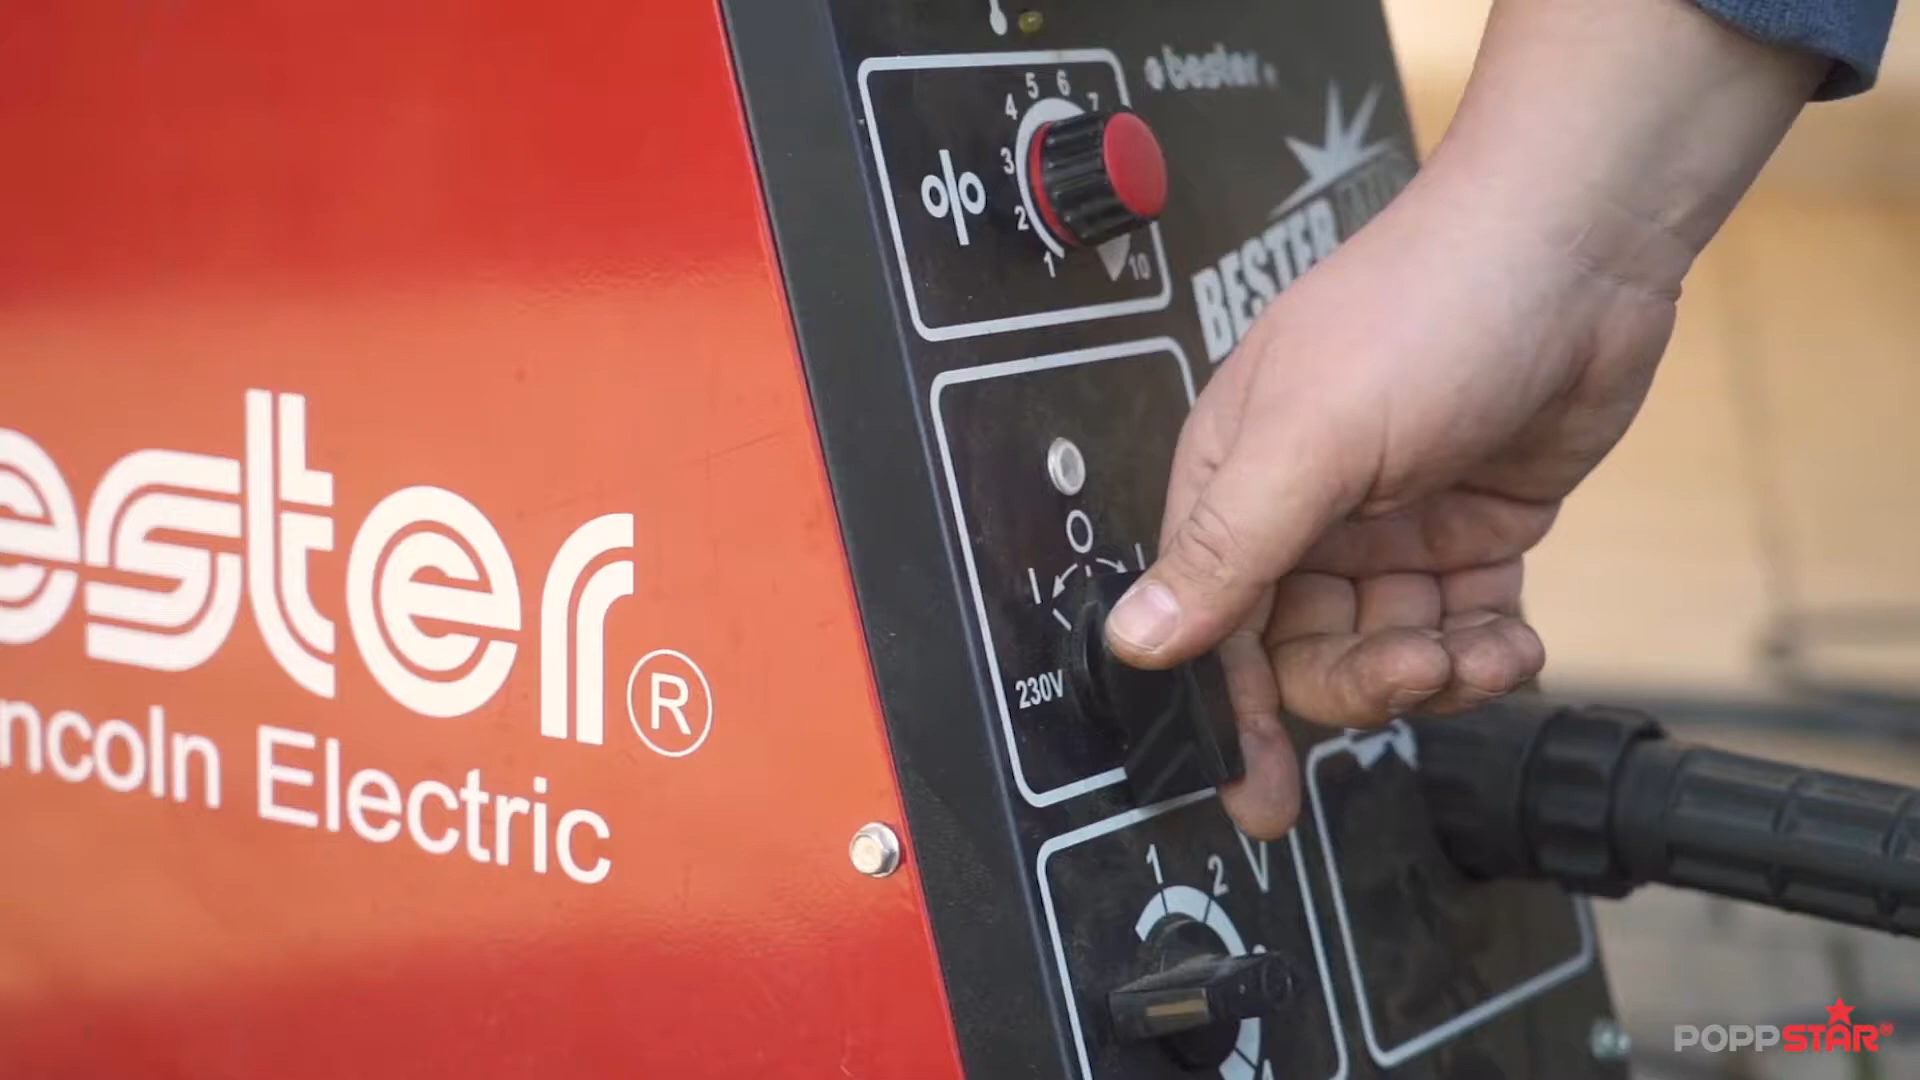 ester®
ncoln Electric
bester
BESTER
1 2 3 4 5 6 7 10
O
I I
230V
1 2 V
POPPSTAR®